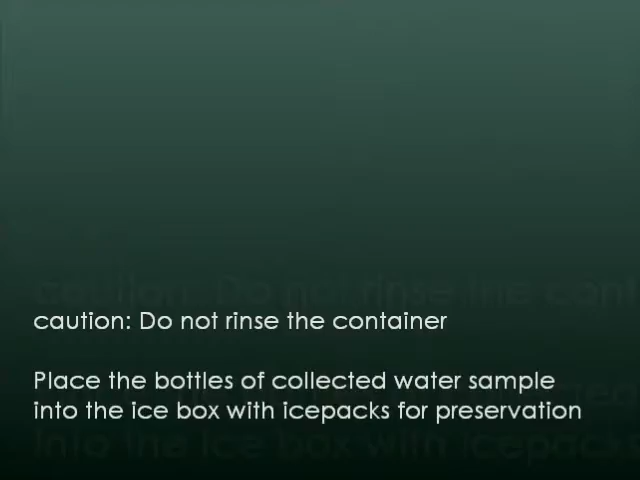 caution: Do not rinse the container
Place the bottles of collected water sample
into the ice box with icepacks for preservation